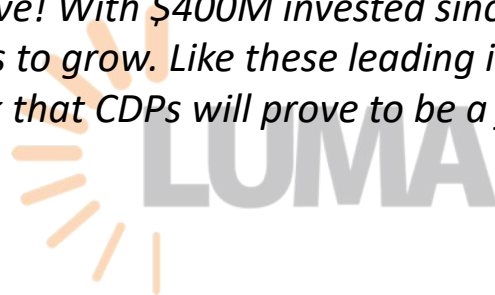 ve! With $400M invested sinc
s to grow. Like these leading i
that CDPs will prove to be a
LUMA